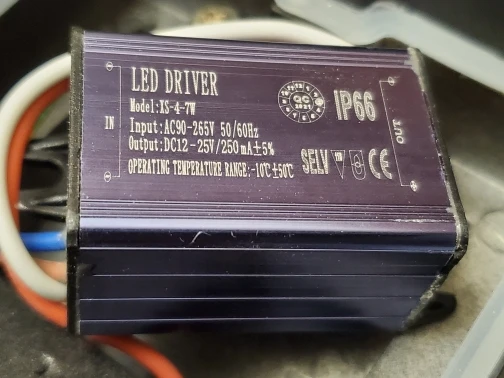 LED DRIVER
Model:XS-4-7W
IN
Input:AC90-265V 50/60Hz
Output:DC12-25V/250mA±5%
OPERATING TEMPERATURE RANGE:-10℃±50℃
QC
IP66
OUT
SELV
CE